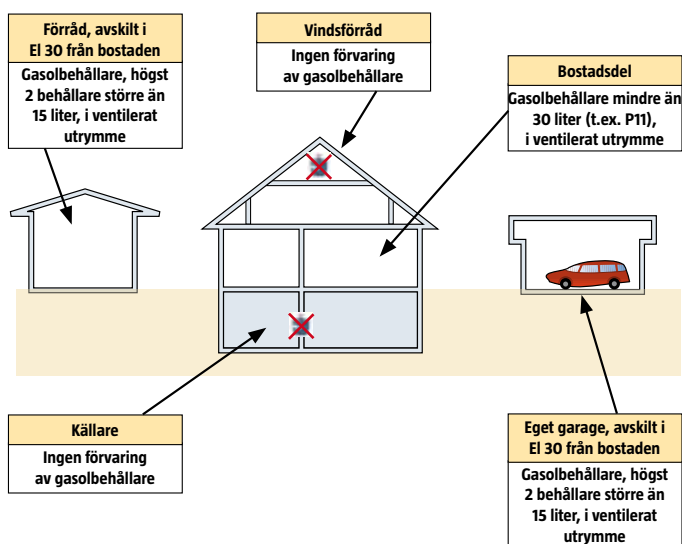 Förråd, avskilt i
El 30 från bostaden
Gasolbehållare, högst
2 behållare större än
15 liter, i ventilerat
utrymme
Vindsförråd
Ingen förvaring
av gasolbehållare
Bostadsdel
Gasolbehållare mindre än
30 liter (t.ex. P11),
i ventilerat utrymme
Källare
Ingen förvaring
av gasolbehållare
Eget garage, avskilt i
El 30 från bostaden
Gasolbehållare, högst
2 behållare större än
15 liter, i ventilerat
utrymme